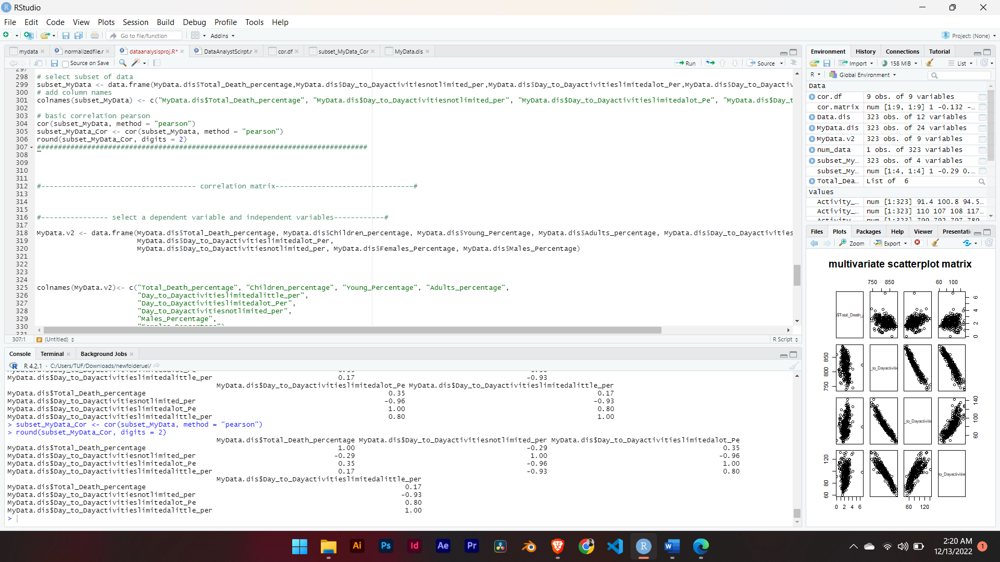 RStudio
File Edit Code View Plots Session Build Debug Profile Tools Help
Go to file/function
Addins
Project: (None)
mydata
normalizedfile.r
dataanalysisproj.R*
DataAnalystScirpt.r
cor.df
subset_MyData_Cor
MyData.dis
Source on Save
Run
Source
297
298 # select subset of data
299 subset_MyData <- data.frame(MyData.dis$Total_Death_percentage,MyData.dis$Day_to_Dayactivitiesnotlimited_per,MyData.dis$Day_to_Dayactivitieslimitedalot_Per,MyData.dis$Day_to_Dayactiv
300 # add column names
301 colnames(subset_MyData) <- c("MyData.dis$Total_Death_percentage", "MyData.dis$Day_to_Dayactivitiesnotlimited_per", "MyData.dis$Day_to_Dayactivitieslimitedalot_Pe", "MyData.dis$Day_t
302
303 # basic correlation pearson
304 cor(subset_MyData, method = "pearson")
305 subset_MyData_Cor <- cor(subset_MyData, method = "pearson")
306 round(subset_MyData_Cor, digits = 2)
307 ###############################################################################
308
309
310
311
312 #------------------------------------- correlation matrix---------------------------------#
313
314
315
316 #---------------- select a dependent variable and independent variables------------#
317
318 MyData.v2 <- data.frame(MyData.dis$Total_Death_percentage, MyData.dis$Children_percentage, MyData.dis$Young_Percentage, MyData.dis$Adults_percentage, MyData.dis$Day_to_Dayactivities
319 MyData.dis$Day_to_Dayactivitieslimitedalot_Per,
320 MyData.dis$Day_to_Dayactivitiesnotlimited_per, MyData.dis$Females_Percentage, MyData.dis$Males_Percentage)
321
322
323
324
325 colnames(MyData.v2)<- c("Total_Death_percentage", "Children_percentage", "Young_Percentage", "Adults_percentage",
326 "Day_to_Dayactivitieslimitedalittle_per",
327 "Day_to_Dayactivitieslimitedalot_Per",
328 "Day_to_Dayactivitiesnotlimited_per",
329 "Males_Percentage",
330
331
307:1 # (Untitled) R Script
Console Terminal Background Jobs
R 4.2.1 · C:/Users/TUF/Downloads/newfolderuel/
MyData.dis$Day_to_Dayactivitieslimitedalittle_per 0.17 -0.93
MyData.dis$Day_to_Dayactivitieslimitedalot_Pe MyData.dis$Day_to_Dayactivitieslimitedalittle_per
MyData.dis$Total_Death_percentage 0.35 0.17
MyData.dis$Day_to_Dayactivitiesnotlimited_per -0.96 -0.93
MyData.dis$Day_to_Dayactivitieslimitedalot_Pe 1.00 0.80
MyData.dis$Day_to_Dayactivitieslimitedalittle_per 0.80 1.00
> subset_MyData_Cor <- cor(subset_MyData, method = "pearson")
> round(subset_MyData_Cor, digits = 2)
MyData.dis$Total_Death_percentage MyData.dis$Day_to_Dayactivitiesnotlimited_per MyData.dis$Day_to_Dayactivitieslimitedalot_Pe
MyData.dis$Total_Death_percentage 1.00 -0.29 0.35
MyData.dis$Day_to_Dayactivitiesnotlimited_per -0.29 1.00 -0.96
MyData.dis$Day_to_Dayactivitieslimitedalot_Pe 0.35 -0.96 1.00
MyData.dis$Day_to_Dayactivitieslimitedalittle_per 0.17 -0.93 0.80
MyData.dis$Day_to_Dayactivitieslimitedalittle_per
MyData.dis$Total_Death_percentage 0.17
MyData.dis$Day_to_Dayactivitiesnotlimited_per -0.93
MyData.dis$Day_to_Dayactivitieslimitedalot_Pe 0.80
MyData.dis$Day_to_Dayactivitieslimitedalittle_per 1.00
>
Environment History Connections Tutorial
Import 158 MiB List
R Global Environment
Data
cor.df 9 obs. of 9 variables
cor.matrix num [1:9, 1:9] 1 -0.132 -...
Data.dis 323 obs. of 12 variables
MyData.dis 323 obs. of 24 variables
MyData.v2 323 obs. of 9 variables
num_data 1 obs. of 323 variables
subset_My... 323 obs. of 4 variables
subset_My... num [1:4, 1:4] 1 -0.29 0....
Total_Dea... List of 6
Values
Activity_... num [1:323] 91.4 100.8 94.5...
Activity_... num [1:323] 110 107 108 117...
Files Plots Packages Help Viewer Presentati
Zoom Export
multivariate scatterplot matrix
750 850 60 100
$Total_Death_
0 2 4 6
750 800 850
_to_Dayactivitie
_to_Dayactivitie
60 100 140
60 80 120
to_Dayactivitie
0 2 4 6 60 120
Ai Ps Id Ae Pr R W
2:20 AM
12/13/2022
1